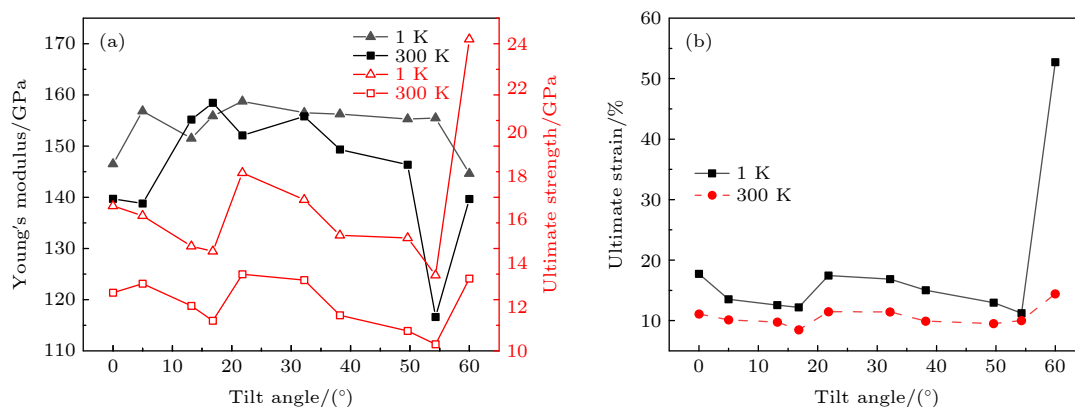 (a)
1 K
300 K
1 K
300 K
170
160
150
140
130
120
110
Young's modulus/GPa
24
22
20
18
16
14
12
10
Ultimate strength/GPa
0 10 20 30 40 50 60
Tilt angle/(°)
(b)
1 K
300 K
60
50
40
30
20
10
Ultimate strain/%
0 10 20 30 40 50 60
Tilt angle/(°)